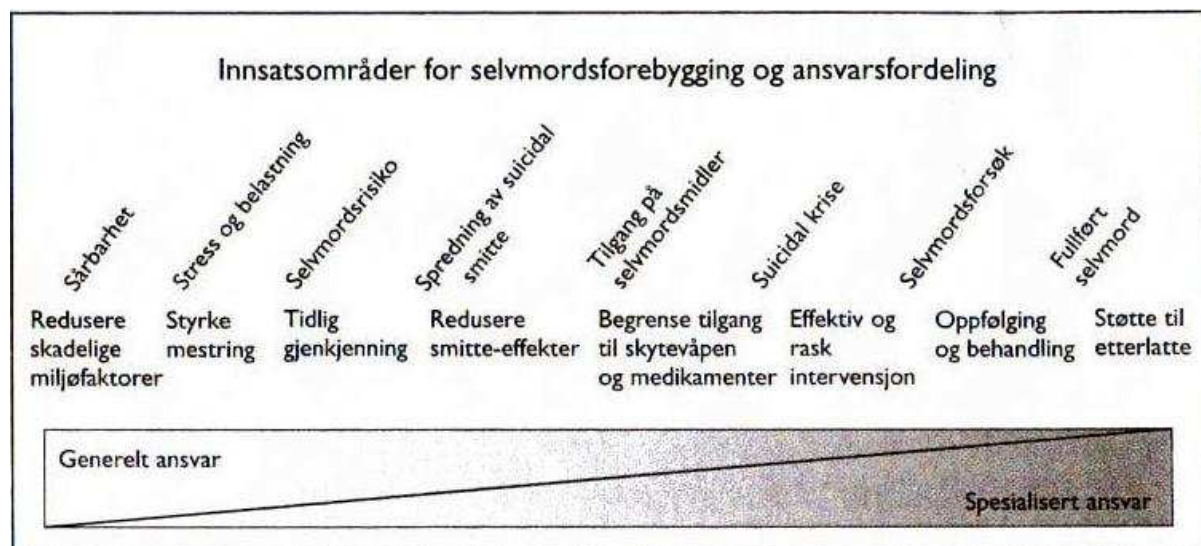 Innsatsområder for selvmordsforebygging og ansvarsfordeling
Sårbarhet
Stress og belastning
Selvmordsrisiko
Spredning av suicidal
smitte
Tilgang på
selvmordsmidler
Suicidal krise
Selvmordsforsøk
Fullført
selvmord
Redusere
skadelige
miljøfaktorer
Styrke
mestring
Tidlig
gjenkjenning
Redusere
smitte-effekter
Begrense tilgang
til skytevåpen
og medikamenter
Effektiv og
rask
intervensjon
Oppfølging
og behandling
Støtte til
etterlatte
Generelt ansvar
Spesialisert ansvar